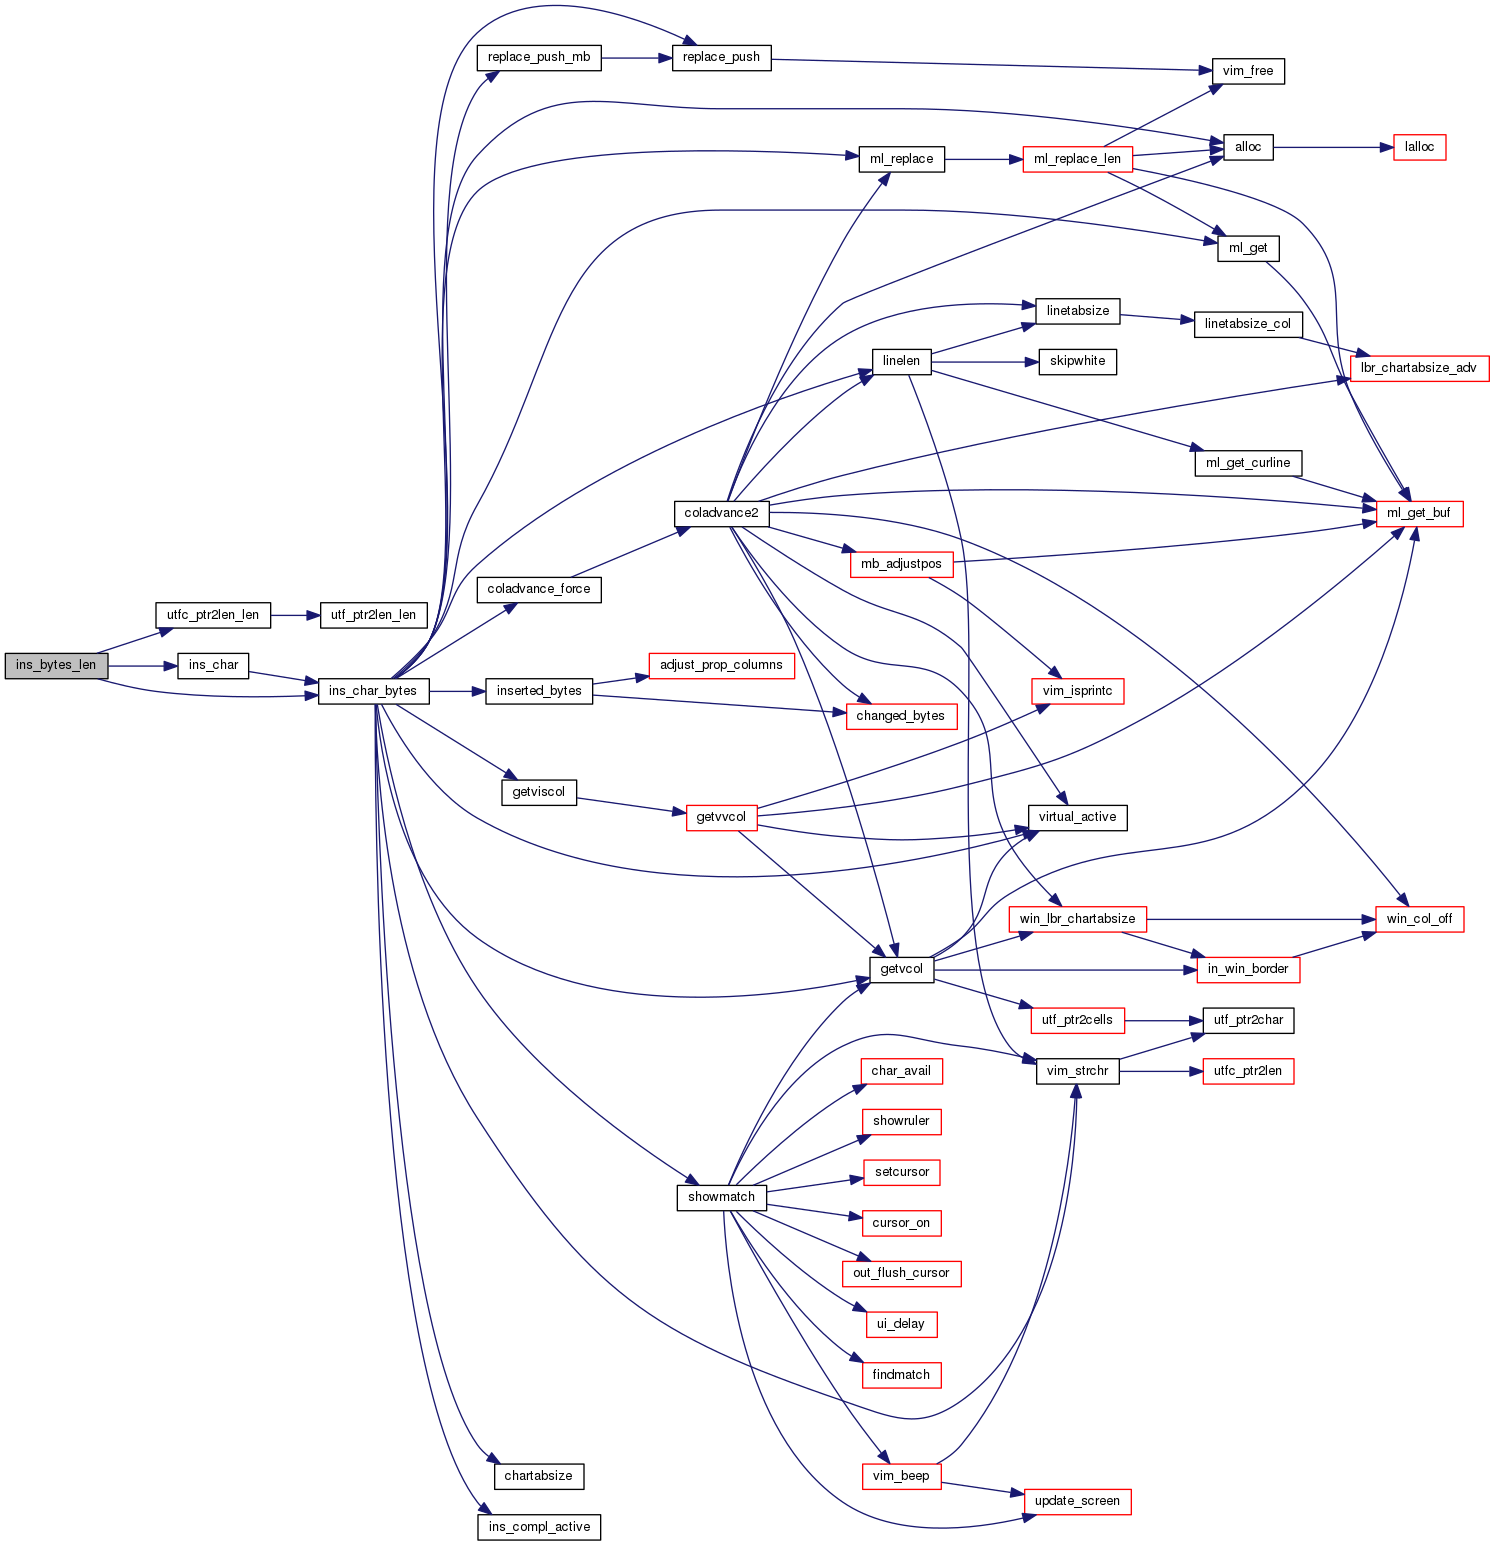 replace_push_mb
replace_push
vim_free
alloc
lalloc
ml_replace
ml_replace_len
ml_get
linetabsize
linetabsize_col
linelen
skipwhite
lbr_chartabsize_adv
ml_get_curline
coladvance2
ml_get_buf
mb_adjustpos
coladvance_force
utfc_ptr2len_len
utf_ptr2len_len
ins_bytes_len
ins_char
ins_char_bytes
inserted_bytes
adjust_prop_columns
vim_isprintc
changed_bytes
getviscol
getvvcol
virtual_active
win_lbr_chartabsize
win_col_off
getvcol
in_win_border
utf_ptr2cells
utf_ptr2char
char_avail
vim_strchr
utfc_ptr2len
showruler
setcursor
showmatch
cursor_on
out_flush_cursor
ui_delay
findmatch
chartabsize
vim_beep
update_screen
ins_compl_active